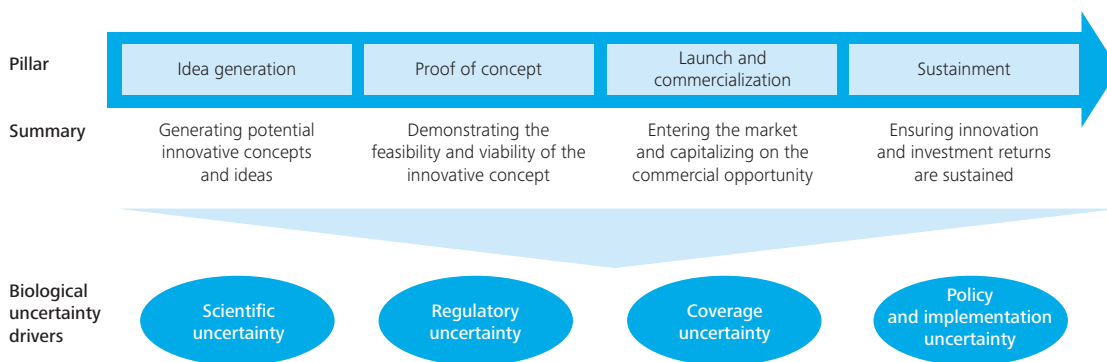 Pillar
Idea generation
Proof of concept
Launch and
commercialization
Sustainment
Summary
Generating potential
innovative concepts
and ideas
Demonstrating the
feasibility and viability of the
innovative concept
Entering the market
and capitalizing on the
commercial opportunity
Ensuring innovation
and investment returns
are sustained
Biological
uncertainty
drivers
Scientific
uncertainty
Regulatory
uncertainty
Coverage
uncertainty
Policy
and implementation
uncertainty